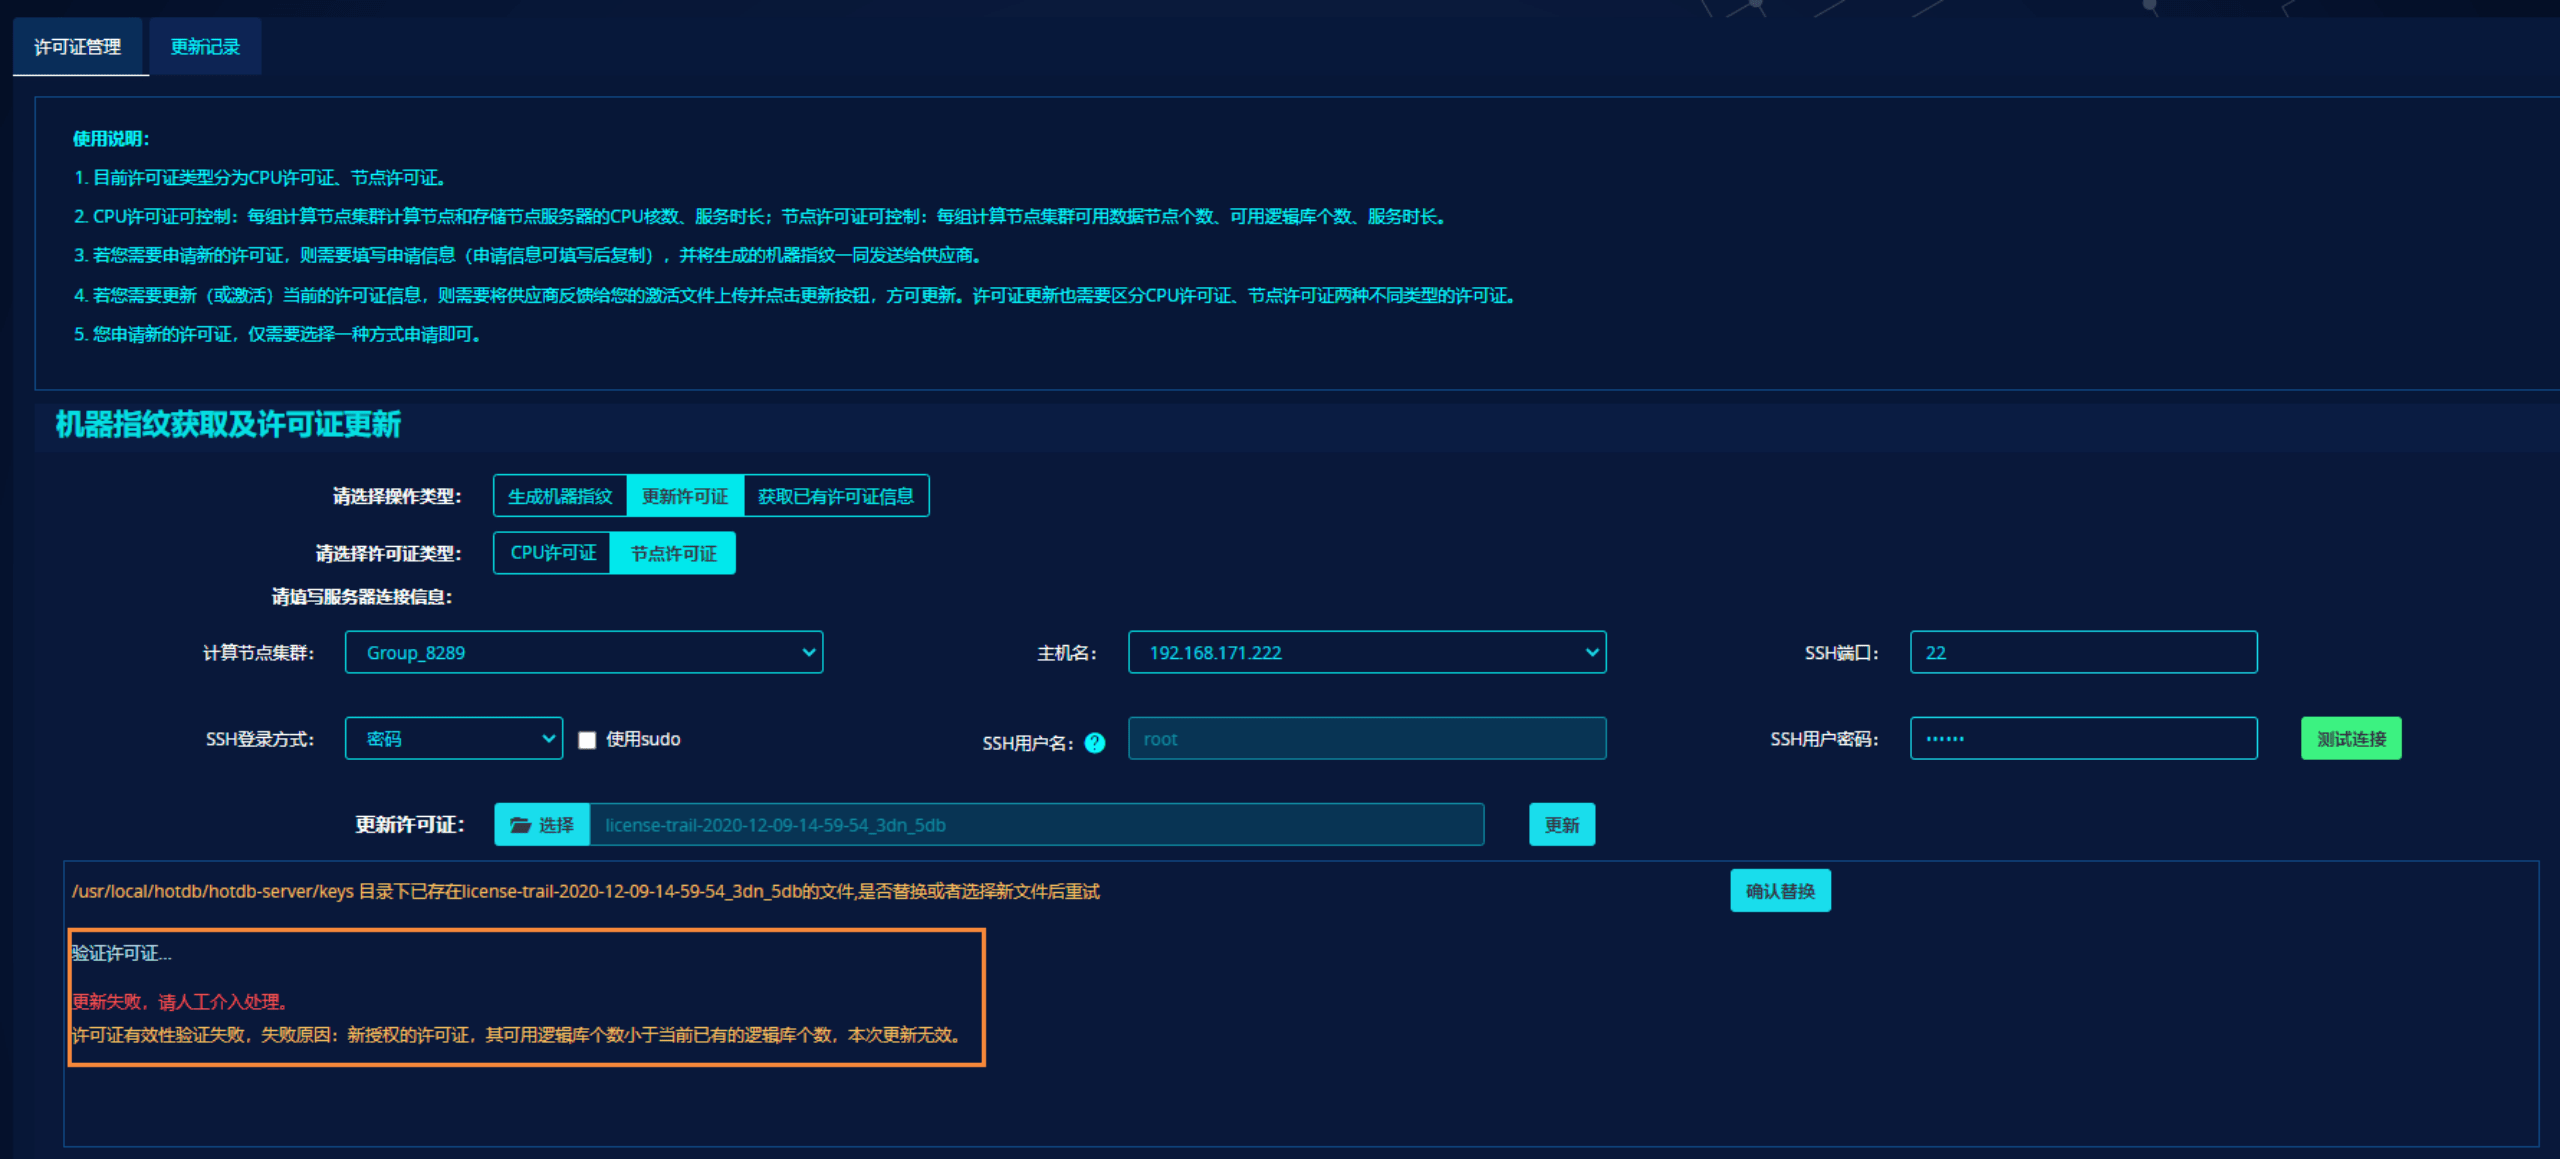 许可证管理 更新记录
使用说明：
1. 目前许可证类型分为CPU许可证、节点许可证。
2. CPU许可证可控制：每组计算节点集群计算节点和存储节点服务器的CPU核数、服务时长；节点许可证可控制：每组计算节点集群可用数据节点个数、可用逻辑库个数、服务时长。
3. 若您需要申请新的许可证，则需要填写申请信息（申请信息可填写后复制），并将生成的机器指纹一同发送给供应商。
4. 若您需要更新（或激活）当前的许可证信息，则需要将供应商反馈给您的激活文件上传并点击更新按钮，方可更新。许可证更新也需要区分CPU许可证、节点许可证两种不同类型的许可证。
5. 您申请新的许可证，仅需要选择一种方式申请即可。
机器指纹获取及许可证更新
请选择操作类型： 生成机器指纹 更新许可证 获取已有许可证信息
请选择许可证类型： CPU许可证 节点许可证
请填写服务器连接信息：
计算节点集群： Group_8289 主机名： 192.168.171.222 SSH端口： 22
SSH登录方式： 密码 使用sudo SSH用户名： ? root SSH用户密码： •••••• 测试连接
更新许可证： 选择 license-trail-2020-12-09-14-59-54_3dn_5db 更新
/usr/local/hotdb/hotdb-server/keys 目录下已存在license-trail-2020-12-09-14-59-54_3dn_5db的文件,是否替换或者选择新文件后重试 确认替换
验证许可证...
更新失败，请人工介入处理。
许可证有效性验证失败，失败原因：新授权的许可证，其可用逻辑库个数小于当前已有的逻辑库个数，本次更新无效。